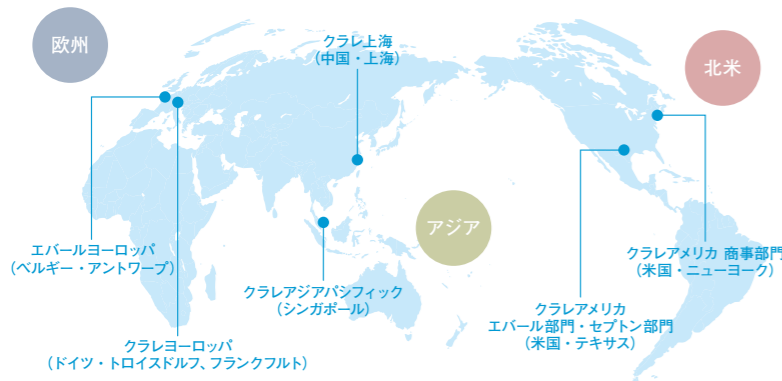 欧州
クラレ上海
(中国・上海)
北米
アジア
エバールヨーロッパ
(ベルギー・アントワープ)
クラレアメリカ 商事部門
(米国・ニューヨーク)
クラレアジアパシフィック
(シンガポール)
クラレアメリカ
エバール部門・セプトン部門
(米国・テキサス)
クラレヨーロッパ
(ドイツ・トロイスドルフ、フランクフルト)